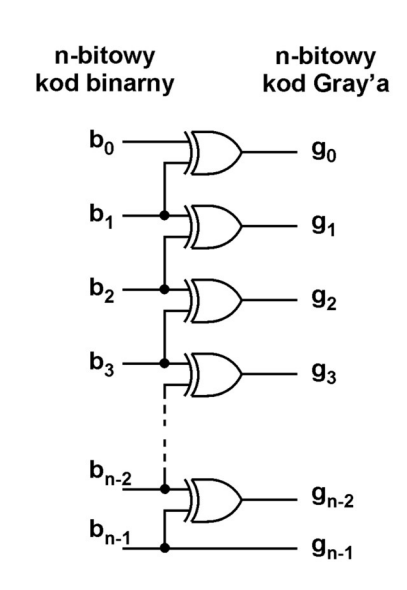 n-bitowy
kod binarny
n-bitowy
kod Gray’a
b₀ g₀
b₁ g₁
b₂ g₂
b₃ g₃
bₙ₋₂ gₙ₋₂
bₙ₋₁ gₙ₋₁